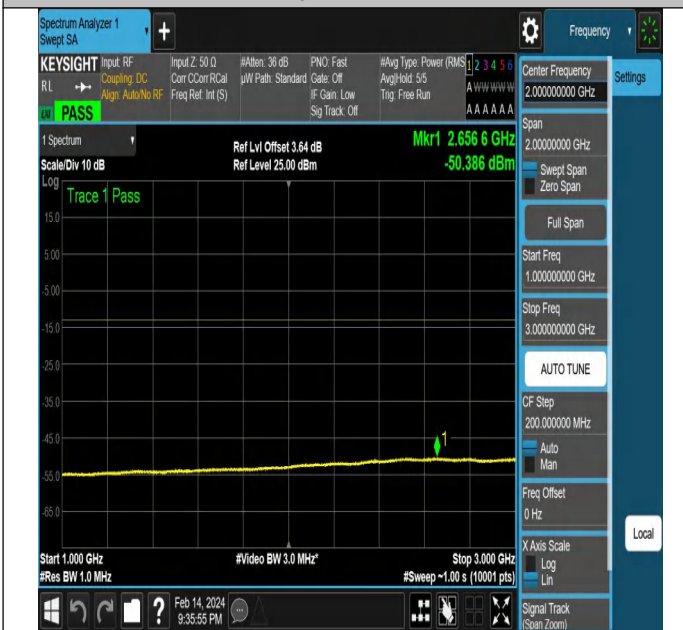 Spectrum Analyzer 1
Swept SA
+
Frequency
KEYSIGHT
RL
LXI
PASS
Input: RF
Coupling: DC
Align: Auto/No RF
Input Z: 50 Ω
Corr CCorr RCal
Freq Ref: Int (S)
#Atten: 36 dB
µW Path: Standard
PNO: Fast
Gate: Off
IF Gain: Low
Sig Track: Off
#Avg Type: Power (RMS
Avg|Hold: 5/5
Trig: Free Run
1 2 3 4 5 6
A W W W W W
A A A A A A
1 Spectrum
Scale/Div 10 dB
Ref Lvl Offset 3.64 dB
Ref Level 25.00 dBm
Mkr1 2.656 6 GHz
-50.386 dBm
Log
Trace 1 Pass
15.0
5.00
-5.00
-15.0
-25.0
-35.0
-45.0
-55.0
-65.0
1
Start 1.000 GHz
#Res BW 1.0 MHz
#Video BW 3.0 MHz*
Stop 3.000 GHz
#Sweep ~1.00 s (10001 pts)
?
Feb 14, 2024
9:35:55 PM
Center Frequency
2.000000000 GHz
Settings
Span
2.00000000 GHz
Swept Span
Zero Span
Full Span
Start Freq
1.000000000 GHz
Stop Freq
3.000000000 GHz
AUTO TUNE
CF Step
200.000000 MHz
Auto
Man
Freq Offset
0 Hz
X Axis Scale
Log
Lin
Local
Signal Track
(Span Zoom)